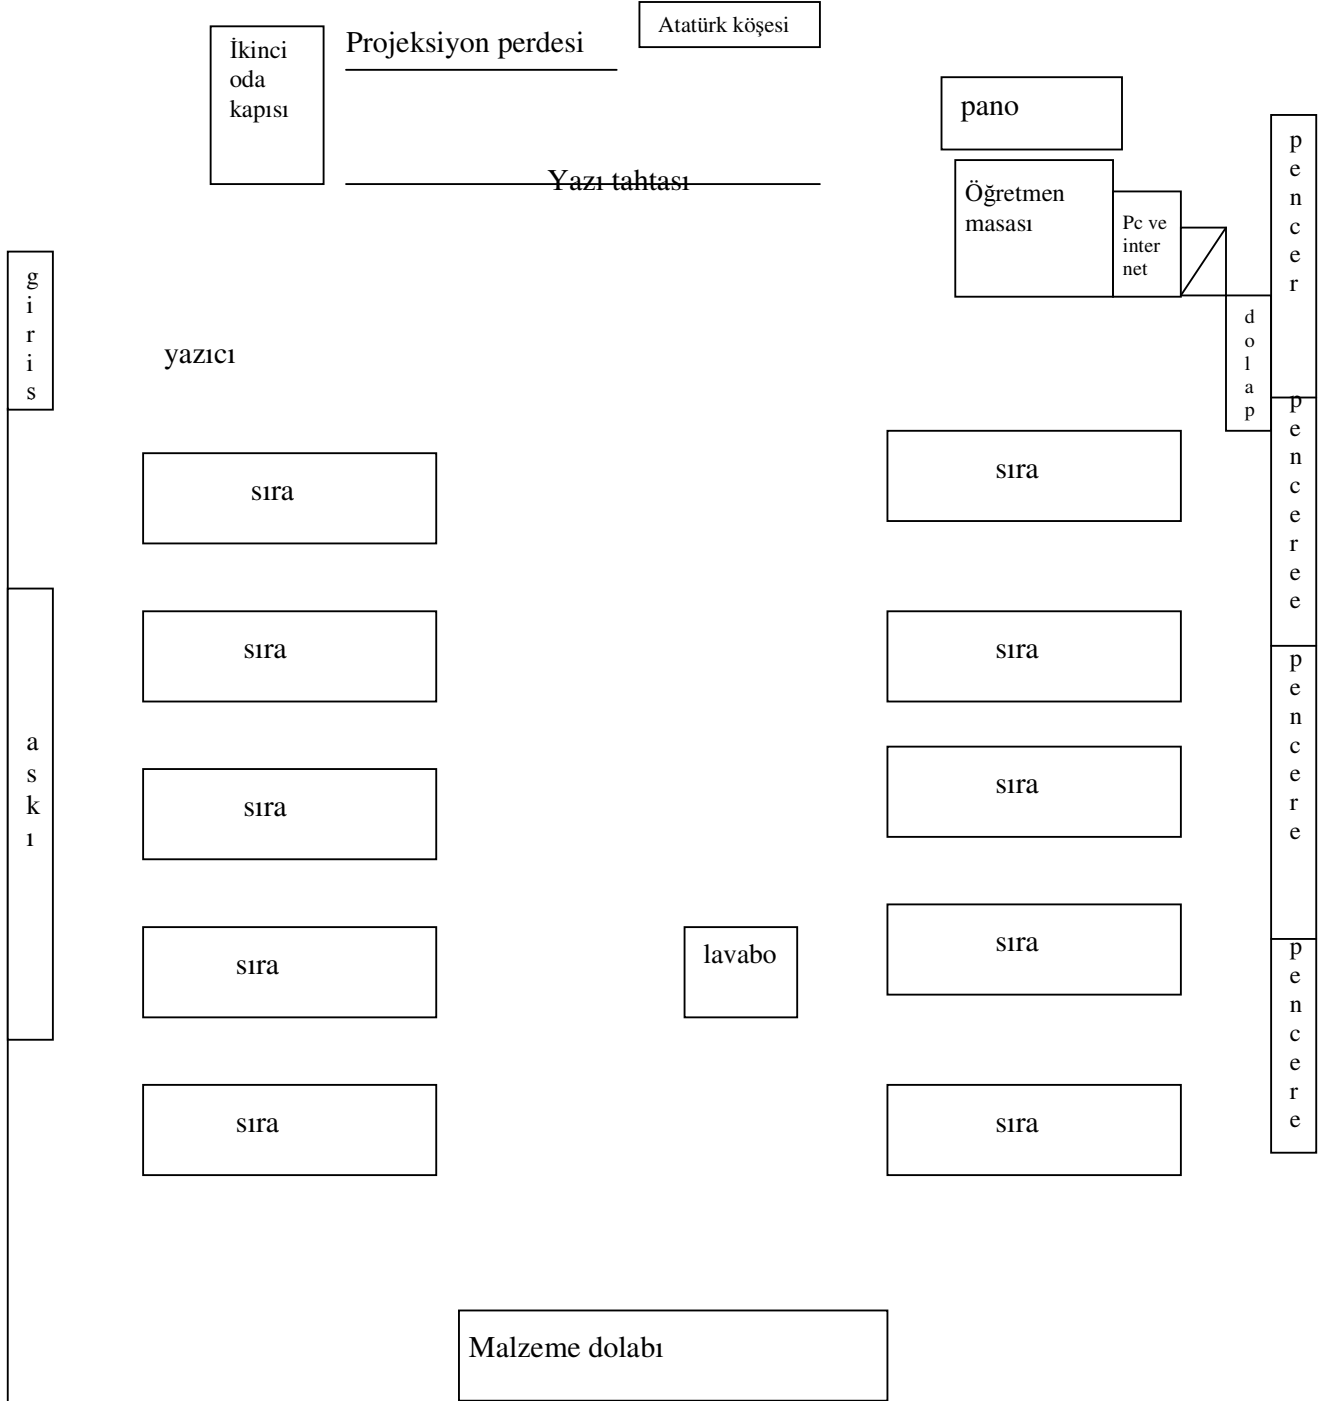 Atatürk köşesi
Projeksiyon perdesi
İkinci
oda
kapısı
pano
Yazı tahtası
Öğretmen
masası
Pc ve
inter
net
pencer
giris
dolap
yazıcı
pencereee
sıra
sıra
sıra
sıra
pencere
askı
sıra
sıra
sıra
lavabo
sıra
pencere
sıra
sıra
Malzeme dolabı